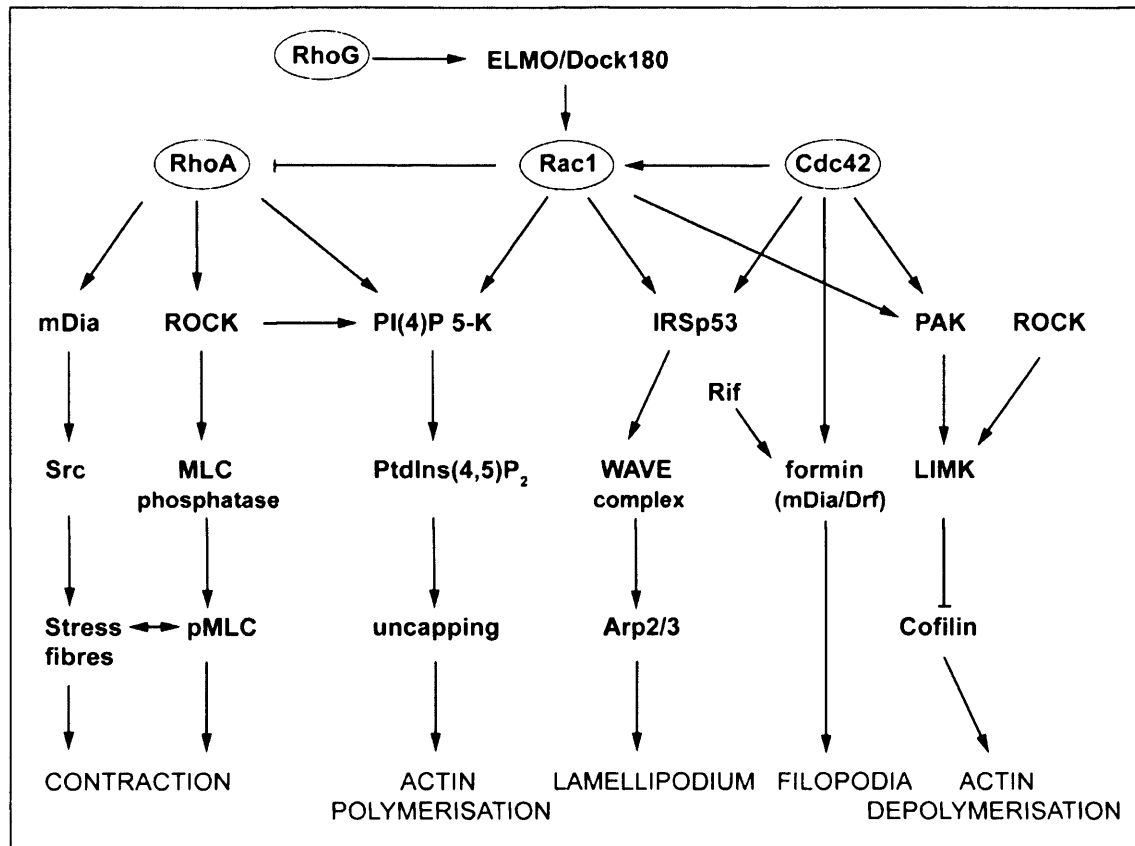 RhoG
ELMO/Dock180
RhoA
Rac1
Cdc42
mDia
ROCK
PI(4)P 5-K
IRSp53
PAK
ROCK
Rif
Src
MLC
phosphatase
PtdIns(4,5)P₂
WAVE
complex
formin
(mDia/Drf)
LIMK
Stress
fibres
pMLC
uncapping
Arp2/3
Cofilin
CONTRACTION
ACTIN
POLYMERISATION
LAMELLIPODIUM
FILOPODIA
ACTIN
DEPOLYMERISATION